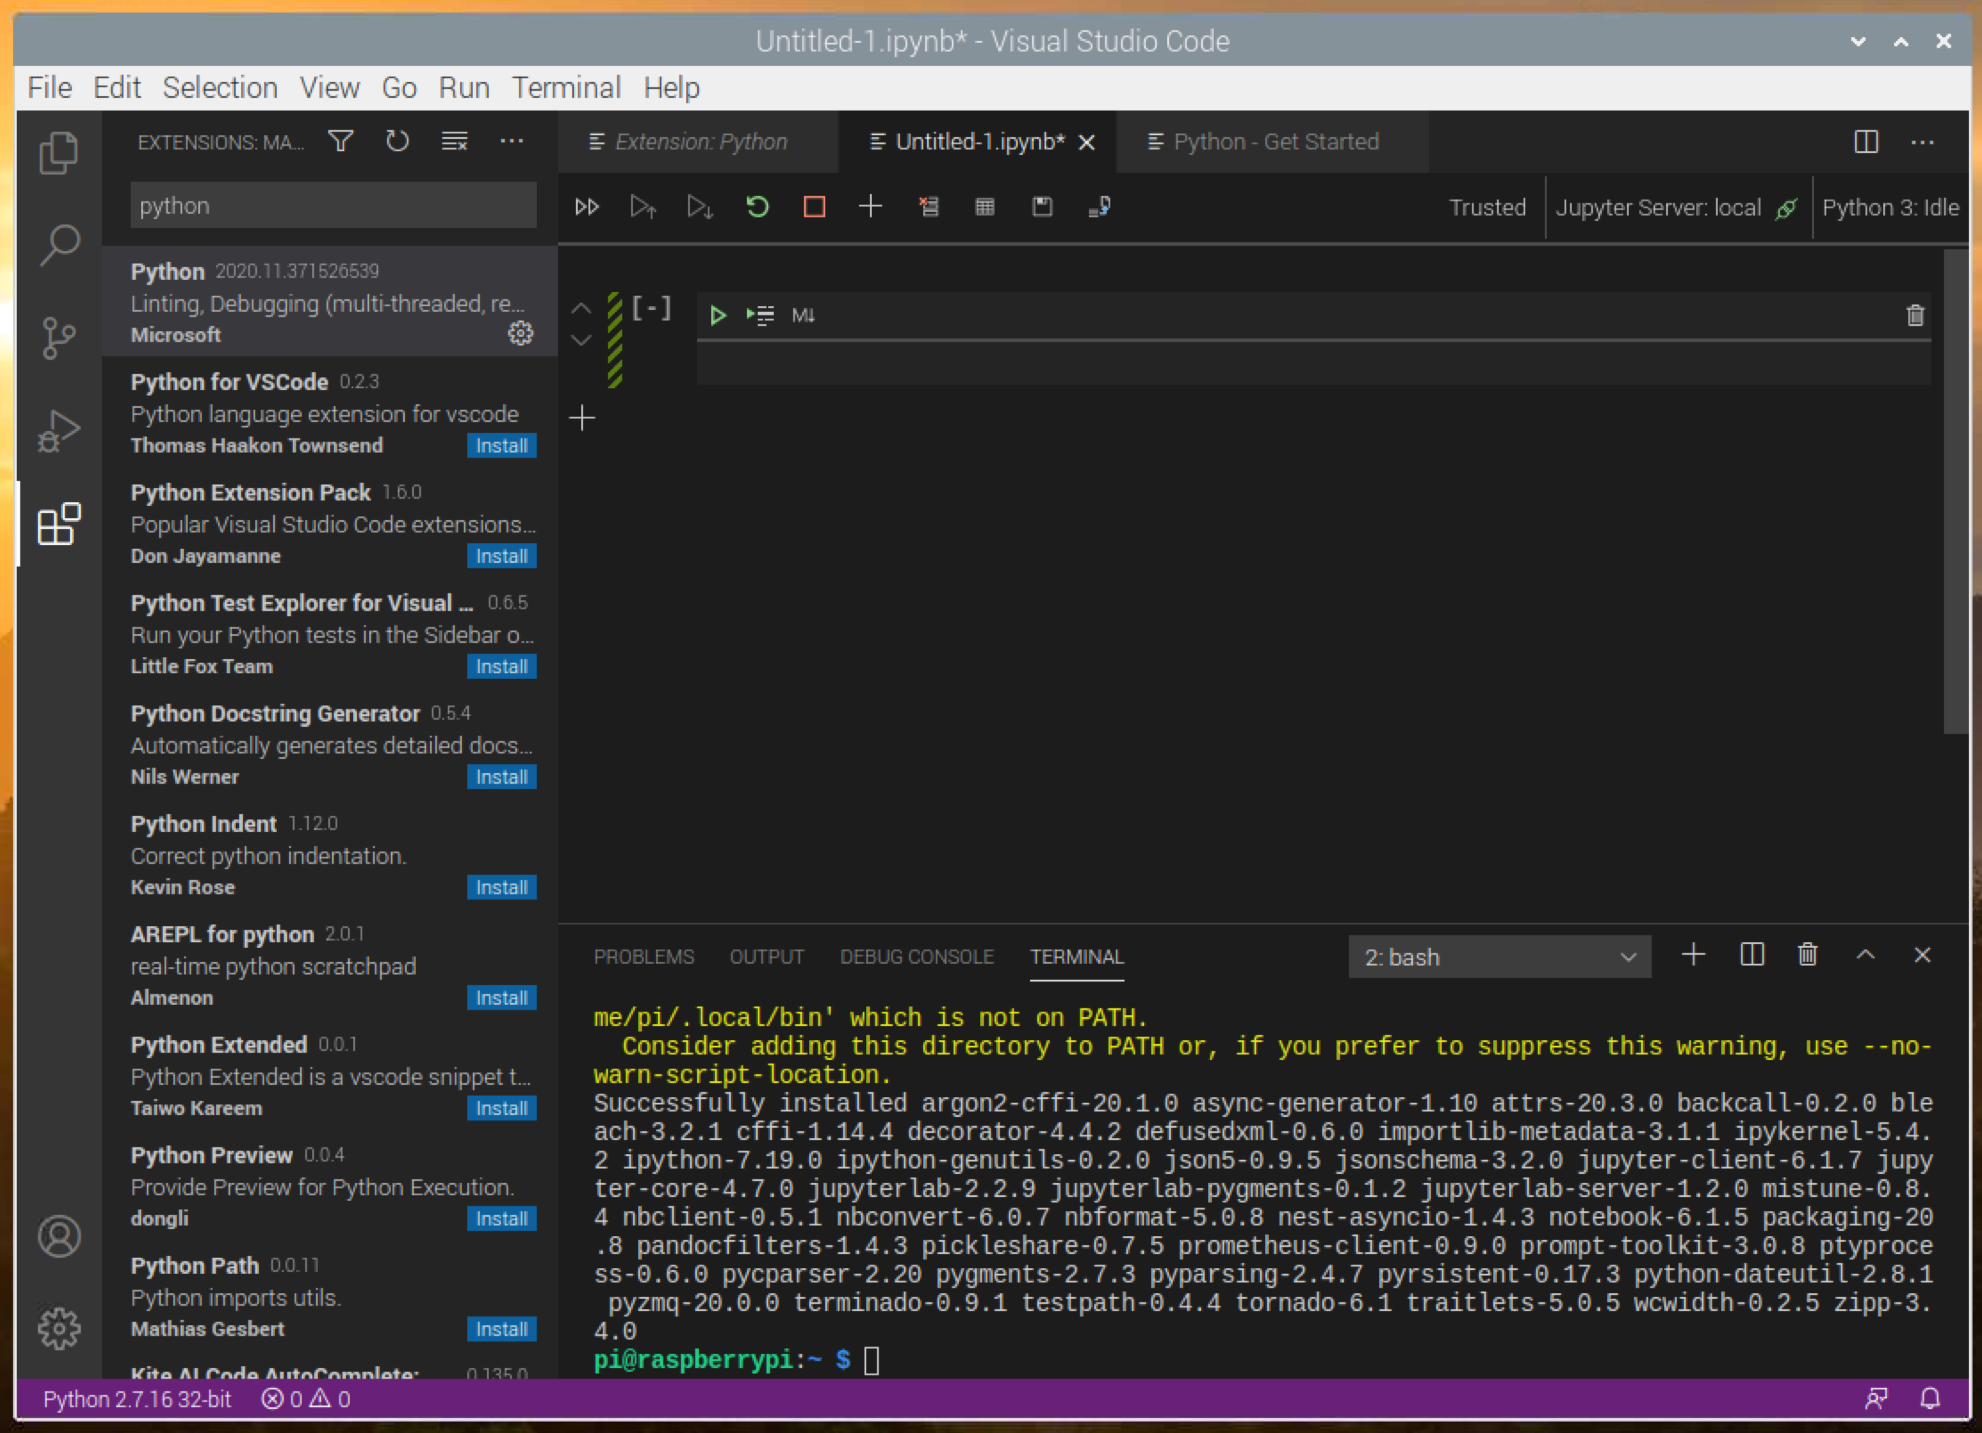 Untitled-1.ipynb* - Visual Studio Code
File Edit Selection View Go Run Terminal Help
EXTENSIONS: MA...
python
Python 2020.11.371526539
Linting, Debugging (multi-threaded, re...
Microsoft
Python for VSCode 0.2.3
Python language extension for vscode
Thomas Haakon Townsend Install
Python Extension Pack 1.6.0
Popular Visual Studio Code extensions...
Don Jayamanne Install
Python Test Explorer for Visual ... 0.6.5
Run your Python tests in the Sidebar o...
Little Fox Team Install
Python Docstring Generator 0.5.4
Automatically generates detailed docs...
Nils Werner Install
Python Indent 1.12.0
Correct python indentation.
Kevin Rose Install
AREPL for python 2.0.1
real-time python scratchpad
Almenon Install
Python Extended 0.0.1
Python Extended is a vscode snippet t...
Taiwo Kareem Install
Python Preview 0.0.4
Provide Preview for Python Execution.
dongli Install
Python Path 0.0.11
Python imports utils.
Mathias Gesbert Install
Kite AI Code AutoComplete: 0.135.0
Extension: Python Untitled-1.ipynb* Python - Get Started
Trusted Jupyter Server: local Python 3: Idle
[-] M↓
PROBLEMS OUTPUT DEBUG CONSOLE TERMINAL 2: bash
me/pi/.local/bin' which is not on PATH.
Consider adding this directory to PATH or, if you prefer to suppress this warning, use --no-
warn-script-location.
Successfully installed argon2-cffi-20.1.0 async-generator-1.10 attrs-20.3.0 backcall-0.2.0 ble
ach-3.2.1 cffi-1.14.4 decorator-4.4.2 defusedxml-0.6.0 importlib-metadata-3.1.1 ipykernel-5.4.
2 ipython-7.19.0 ipython-genutils-0.2.0 json5-0.9.5 jsonschema-3.2.0 jupyter-client-6.1.7 jupy
ter-core-4.7.0 jupyterlab-2.2.9 jupyterlab-pygments-0.1.2 jupyterlab-server-1.2.0 mistune-0.8.
4 nbclient-0.5.1 nbconvert-6.0.7 nbformat-5.0.8 nest-asyncio-1.4.3 notebook-6.1.5 packaging-20
.8 pandocfilters-1.4.3 pickleshare-0.7.5 prometheus-client-0.9.0 prompt-toolkit-3.0.8 ptyproce
ss-0.6.0 pycparser-2.20 pygments-2.7.3 pyparsing-2.4.7 pyrsistent-0.17.3 python-dateutil-2.8.1
pyzmq-20.0.0 terminado-0.9.1 testpath-0.4.4 tornado-6.1 traitlets-5.0.5 wcwidth-0.2.5 zipp-3.
4.0
pi@raspberrypi:~ $
Python 2.7.16 32-bit 0 0